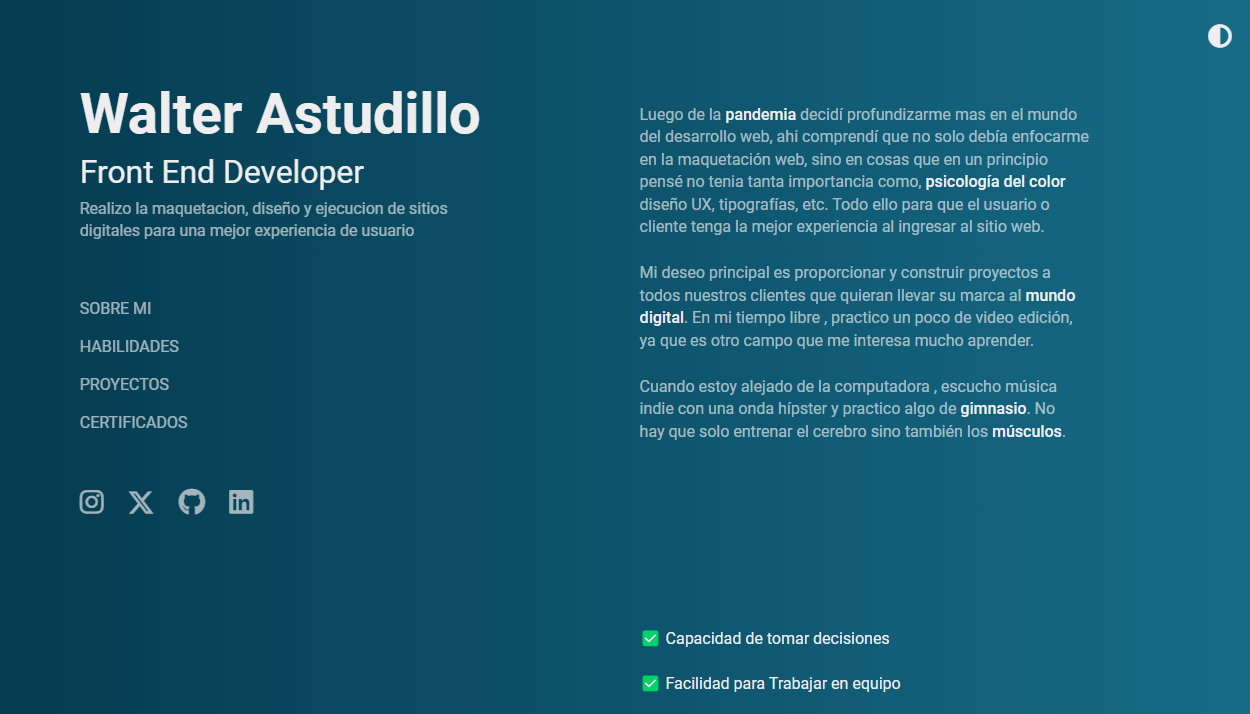 Walter Astudillo
Front End Developer
Realizo la maquetacion, diseño y ejecucion de sitios
digitales para una mejor experiencia de usuario
SOBRE MI
HABILIDADES
PROYECTOS
CERTIFICADOS
Luego de la pandemia decidí profundizarme mas en el mundo
del desarrollo web, ahi comprendí que no solo debía enfocarme
en la maquetación web, sino en cosas que en un principio
pensé no tenia tanta importancia como, psicología del color
diseño UX, tipografías, etc. Todo ello para que el usuario o
cliente tenga la mejor experiencia al ingresar al sitio web.
Mi deseo principal es proporcionar y construir proyectos a
todos nuestros clientes que quieran llevar su marca al mundo
digital. En mi tiempo libre , practico un poco de video edición,
ya que es otro campo que me interesa mucho aprender.
Cuando estoy alejado de la computadora , escucho música
indie con una onda hípster y practico algo de gimnasio. No
hay que solo entrenar el cerebro sino también los músculos.
Capacidad de tomar decisiones
Facilidad para Trabajar en equipo